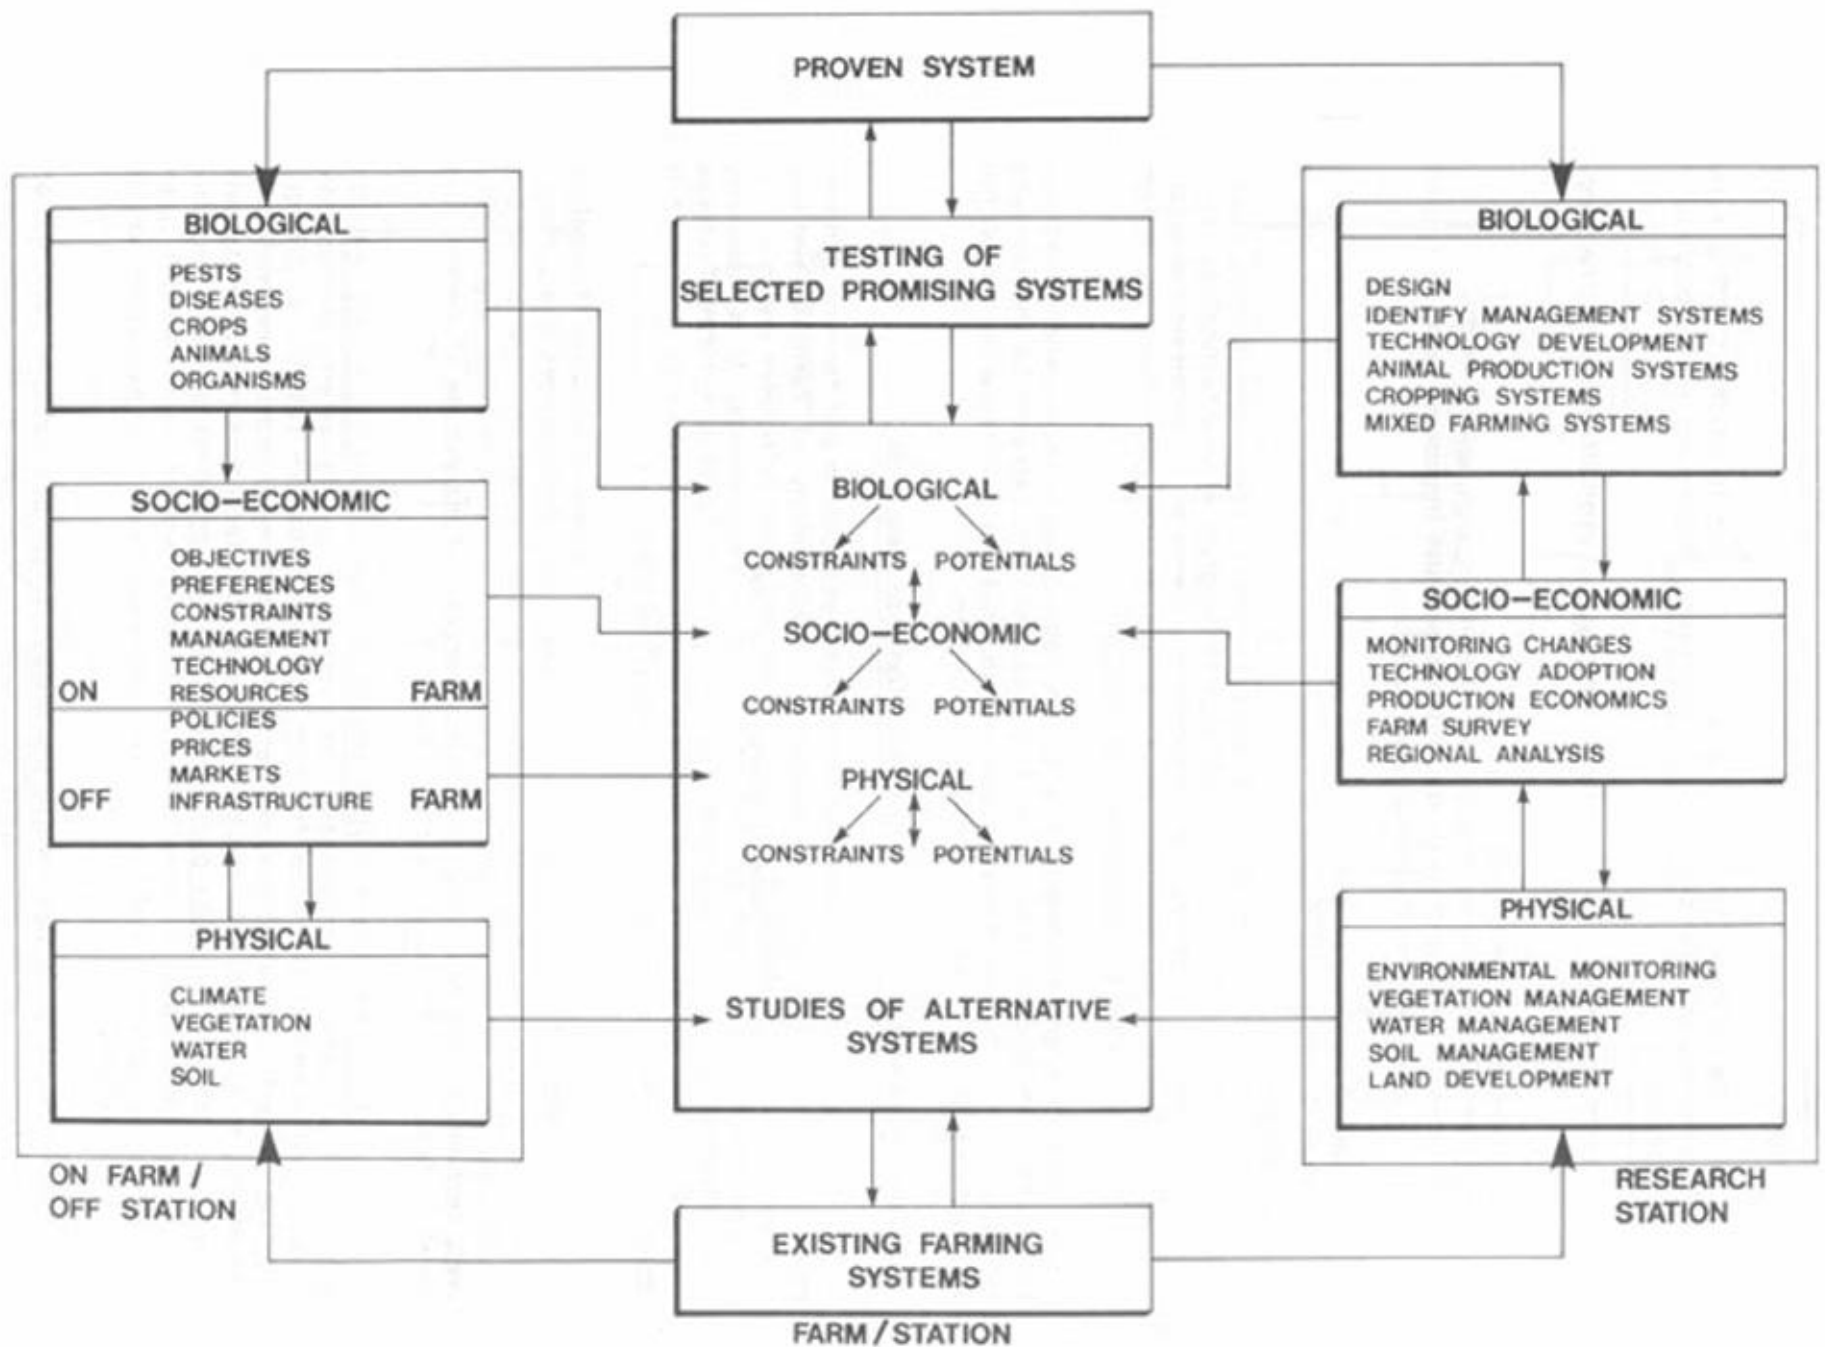 PROVEN SYSTEM
TESTING OF
SELECTED PROMISING SYSTEMS
BIOLOGICAL
PESTS
DISEASES
CROPS
ANIMALS
ORGANISMS
SOCIO-ECONOMIC
OBJECTIVES
PREFERENCES
CONSTRAINTS
MANAGEMENT
TECHNOLOGY
ON RESOURCES FARM
POLICIES
PRICES
MARKETS
OFF INFRASTRUCTURE FARM
PHYSICAL
CLIMATE
VEGETATION
WATER
SOIL
ON FARM /
OFF STATION
BIOLOGICAL
CONSTRAINTS POTENTIALS
SOCIO-ECONOMIC
CONSTRAINTS POTENTIALS
PHYSICAL
CONSTRAINTS POTENTIALS
STUDIES OF ALTERNATIVE
SYSTEMS
EXISTING FARMING
SYSTEMS
FARM / STATION
BIOLOGICAL
DESIGN
IDENTIFY MANAGEMENT SYSTEMS
TECHNOLOGY DEVELOPMENT
ANIMAL PRODUCTION SYSTEMS
CROPPING SYSTEMS
MIXED FARMING SYSTEMS
SOCIO-ECONOMIC
MONITORING CHANGES
TECHNOLOGY ADOPTION
PRODUCTION ECONOMICS
FARM SURVEY
REGIONAL ANALYSIS
PHYSICAL
ENVIRONMENTAL MONITORING
VEGETATION MANAGEMENT
WATER MANAGEMENT
SOIL MANAGEMENT
LAND DEVELOPMENT
RESEARCH
STATION